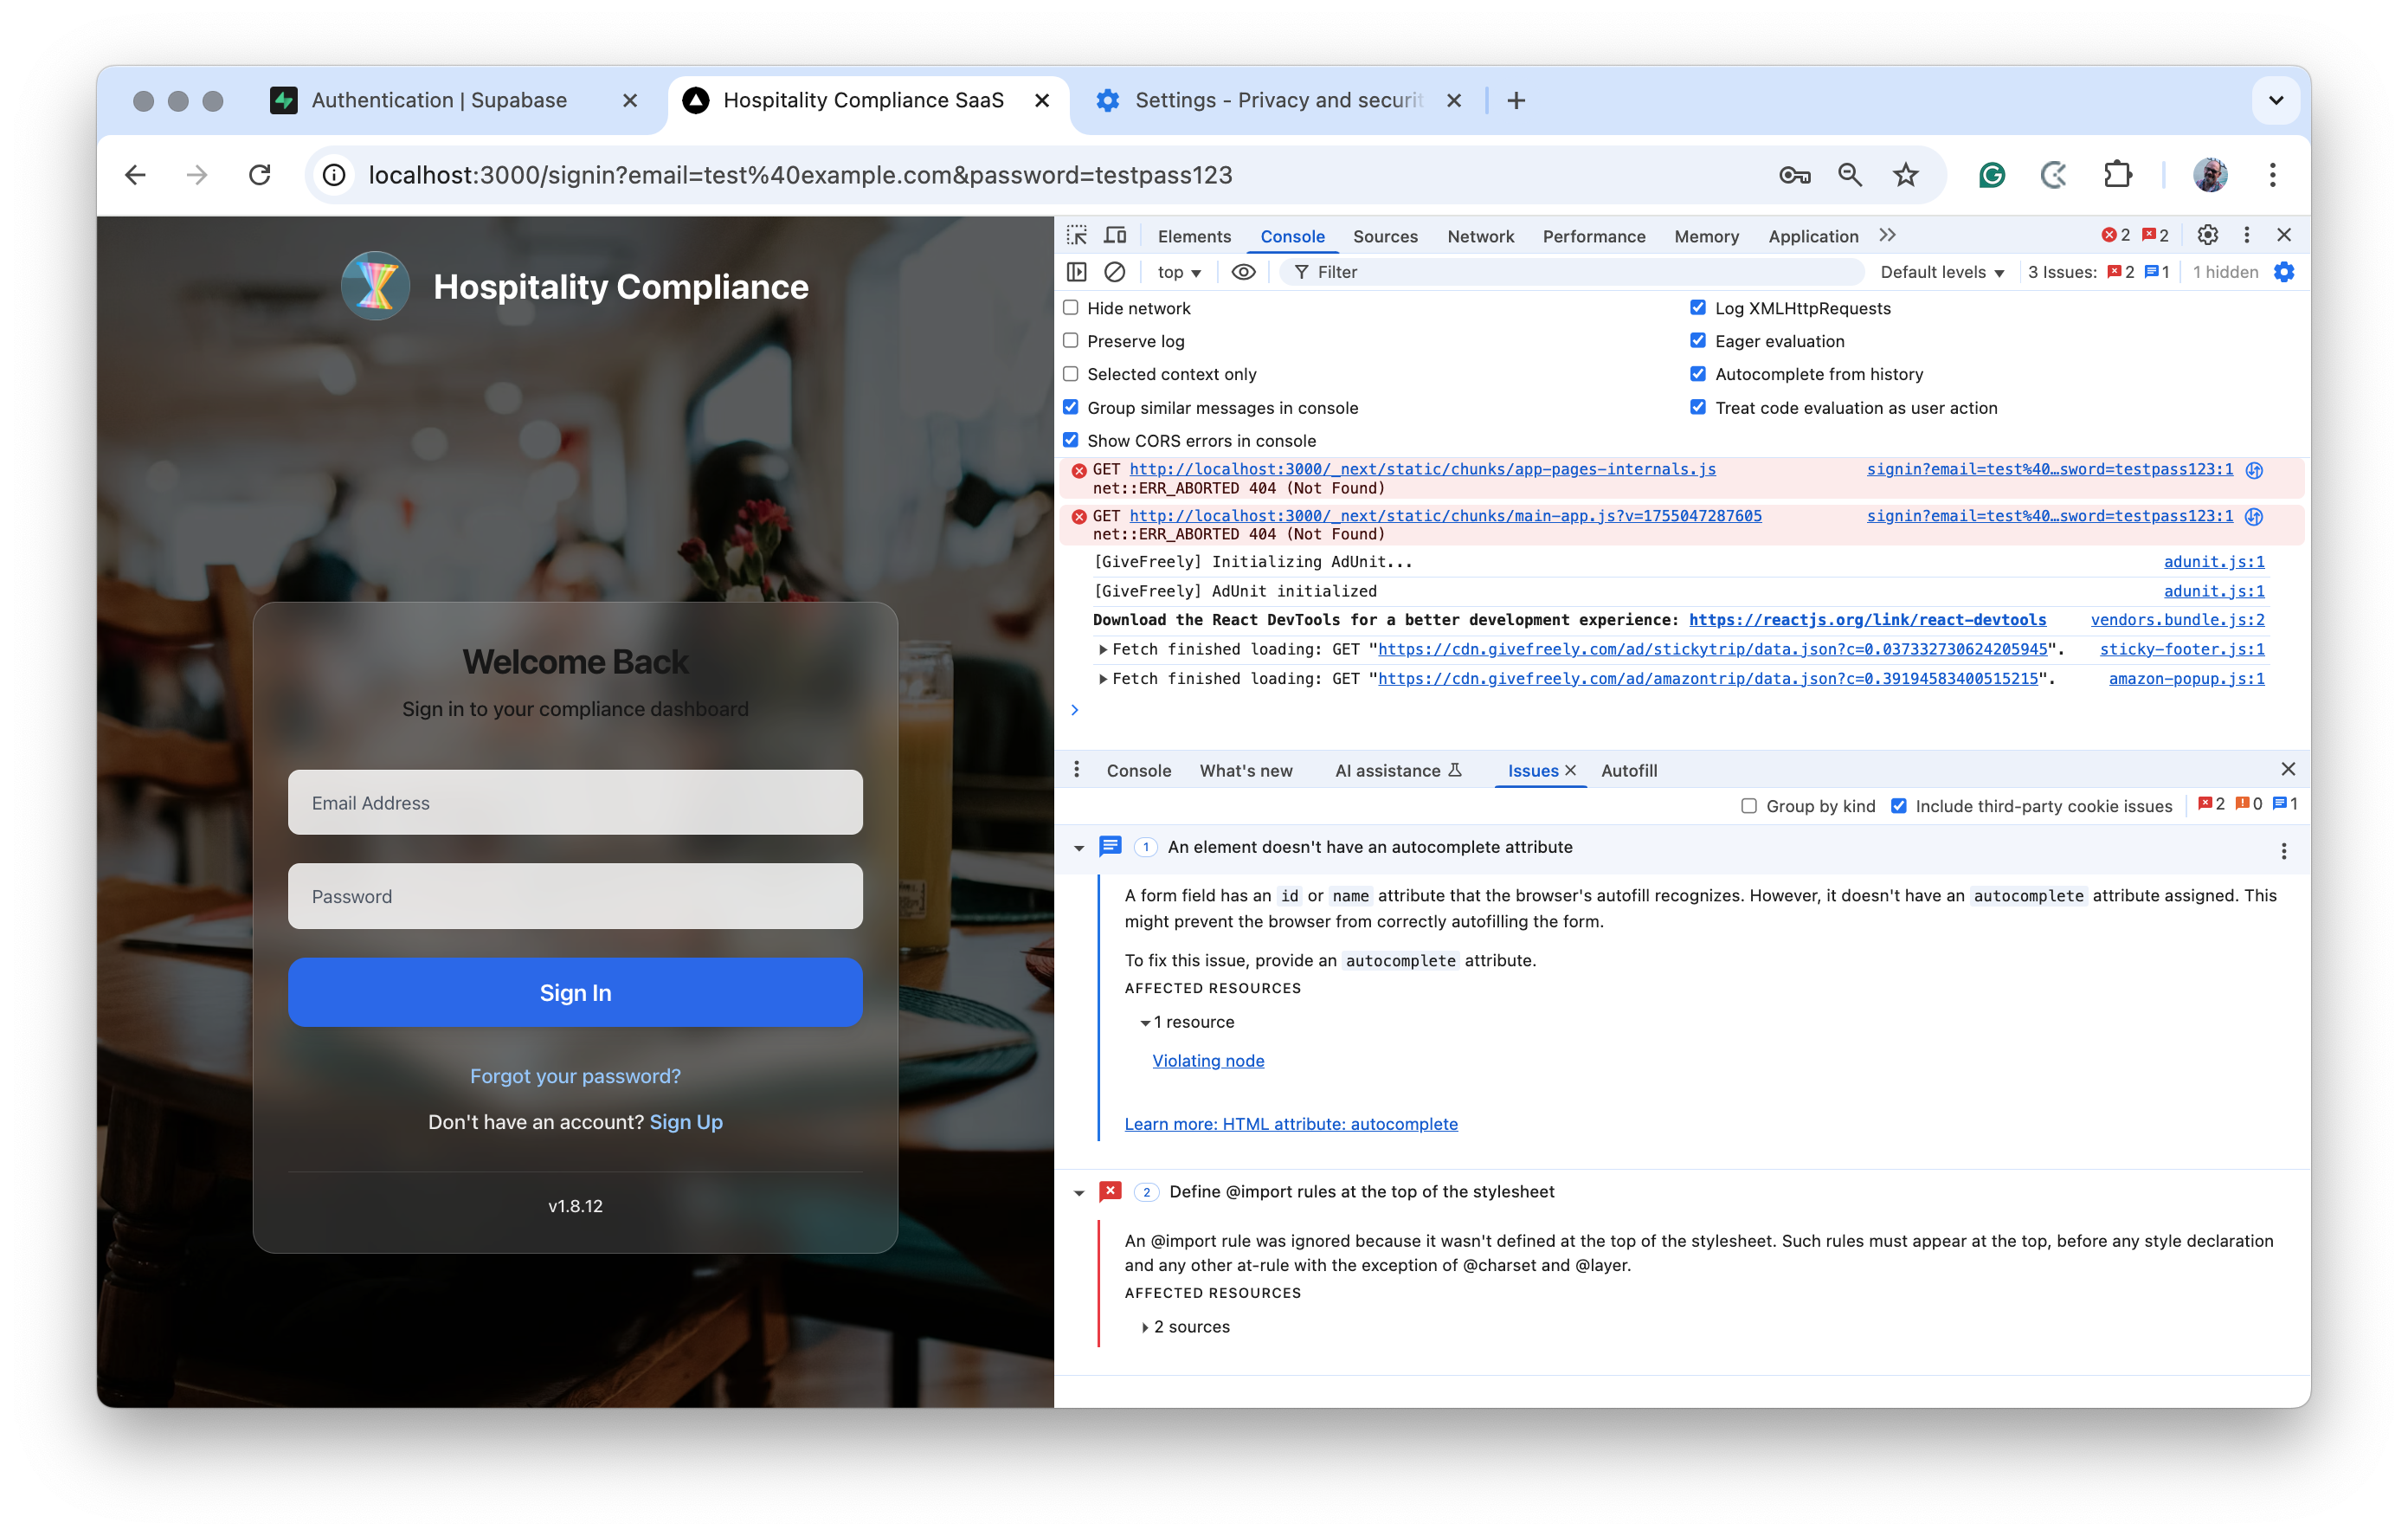 Authentication | Supabase
Hospitality Compliance SaaS
Settings - Privacy and securit
localhost:3000/signin?email=test%40example.com&password=testpass123
Hospitality Compliance
Welcome Back
Sign in to your compliance dashboard
Email Address
Password
Sign In
Forgot your password?
Don't have an account? Sign Up
v1.8.12
Elements Console Sources Network Performance Memory Application 2 2
top Filter Default levels 3 Issues: 2 1 1 hidden
Hide network Log XMLHttpRequests
Preserve log Eager evaluation
Selected context only Autocomplete from history
Group similar messages in console Treat code evaluation as user action
Show CORS errors in console
GET http://localhost:3000/_next/static/chunks/app-pages-internals.js signin?email=test%40…sword=testpass123:1
net::ERR_ABORTED 404 (Not Found)
GET http://localhost:3000/_next/static/chunks/main-app.js?v=1755047287605 signin?email=test%40…sword=testpass123:1
net::ERR_ABORTED 404 (Not Found)
[GiveFreely] Initializing AdUnit... adunit.js:1
[GiveFreely] AdUnit initialized adunit.js:1
Download the React DevTools for a better development experience: https://reactjs.org/link/react-devtools vendors.bundle.js:2
Fetch finished loading: GET "https://cdn.givefreely.com/ad/stickytrip/data.json?c=0.037332730624205945". sticky-footer.js:1
Fetch finished loading: GET "https://cdn.givefreely.com/ad/amazontrip/data.json?c=0.39194583400515215". amazon-popup.js:1
Console What's new AI assistance Issues Autofill
Group by kind Include third-party cookie issues 2 0 1
1 An element doesn't have an autocomplete attribute
A form field has an id or name attribute that the browser's autofill recognizes. However, it doesn't have an autocomplete attribute assigned. This
might prevent the browser from correctly autofilling the form.
To fix this issue, provide an autocomplete attribute.
AFFECTED RESOURCES
1 resource
Violating node
Learn more: HTML attribute: autocomplete
2 Define @import rules at the top of the stylesheet
An @import rule was ignored because it wasn't defined at the top of the stylesheet. Such rules must appear at the top, before any style declaration
and any other at-rule with the exception of @charset and @layer.
AFFECTED RESOURCES
2 sources